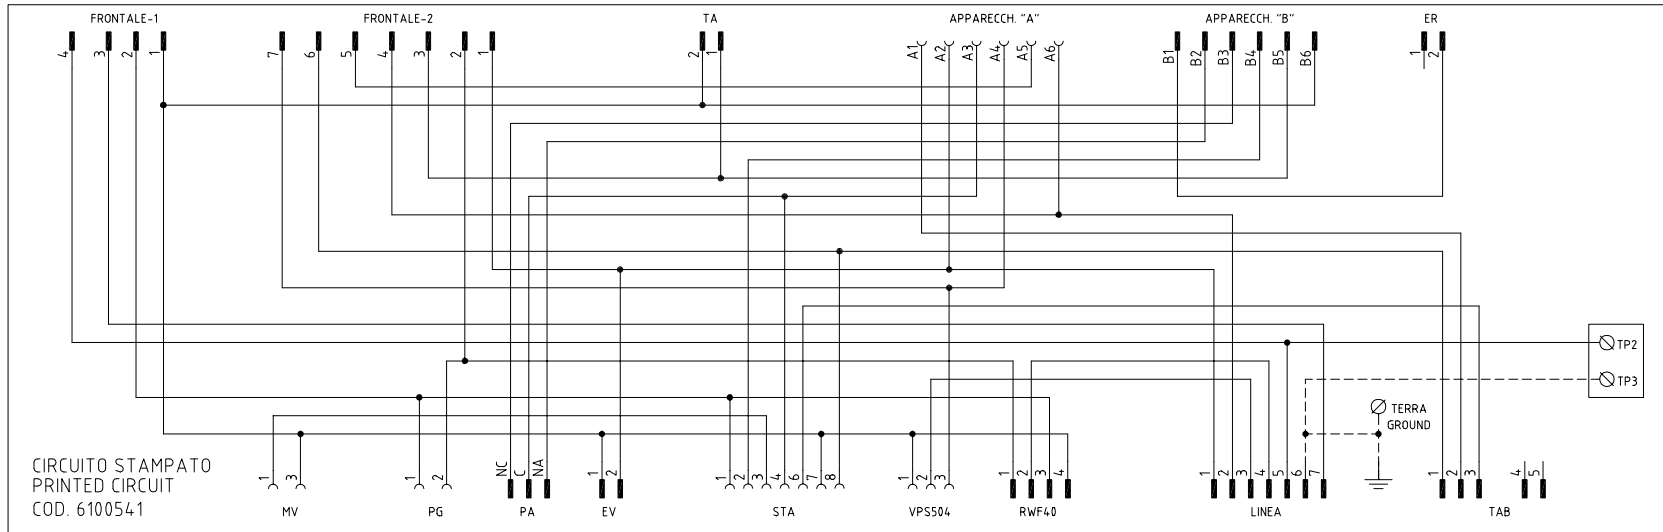 FRONTALE-1 FRONTALE-2 TA APPARECCH. "A" APPARECCH. "B" ER
4 3 2 1 7 6 5 4 3 2 1 2 1 A1 A2 A3 A4 A5 A6 B1 B2 B3 B4 B5 B6 1 2
TP2
TP3
TERRA
GROUND
CIRCUITO STAMPATO
PRINTED CIRCUIT
COD. 6100541
1 3 1 2 NC C NA 1 2 1 2 3 4 6 7 8 1 2 3 1 2 3 4 1 2 3 4 5 6 7 1 2 3 4 5
MV PG PA EV STA VPS504 RWF40 LINEA TAB